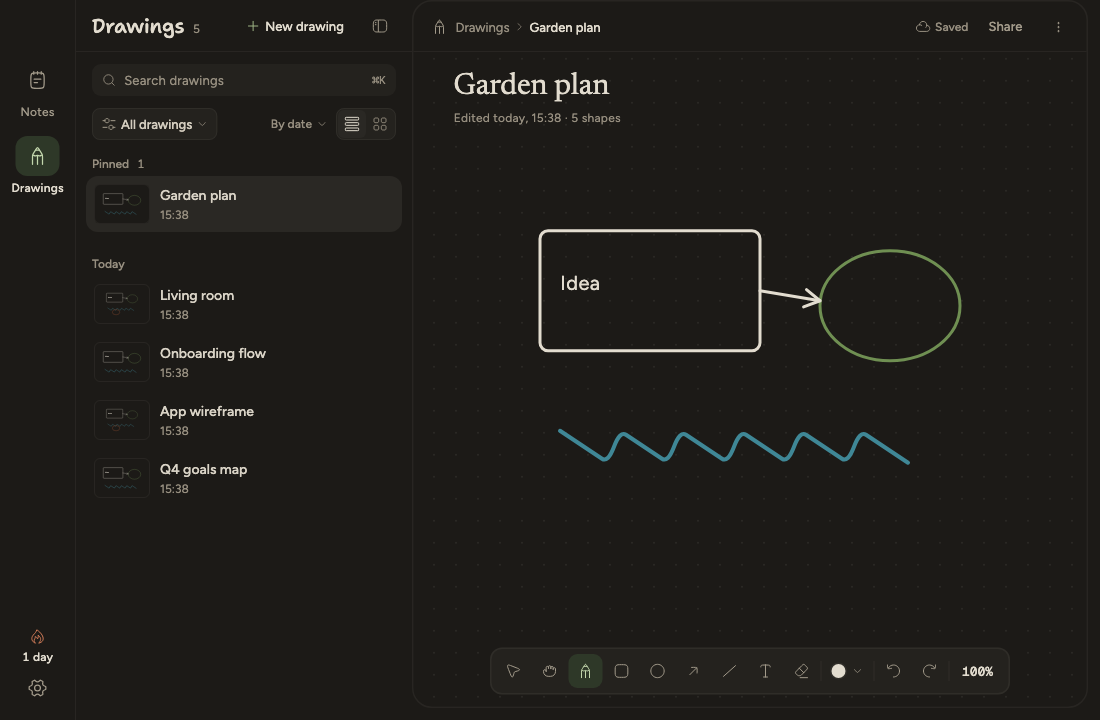 Drawings 5
New drawing
Drawings
Garden plan
Saved
Share
Search drawings
⌘K
All drawings
By date
Notes
Drawings
Pinned 1
Garden plan
15:38
Today
Living room
15:38
Onboarding flow
15:38
App wireframe
15:38
Q4 goals map
15:38
1 day
Garden plan
Edited today, 15:38 · 5 shapes
Idea
100%